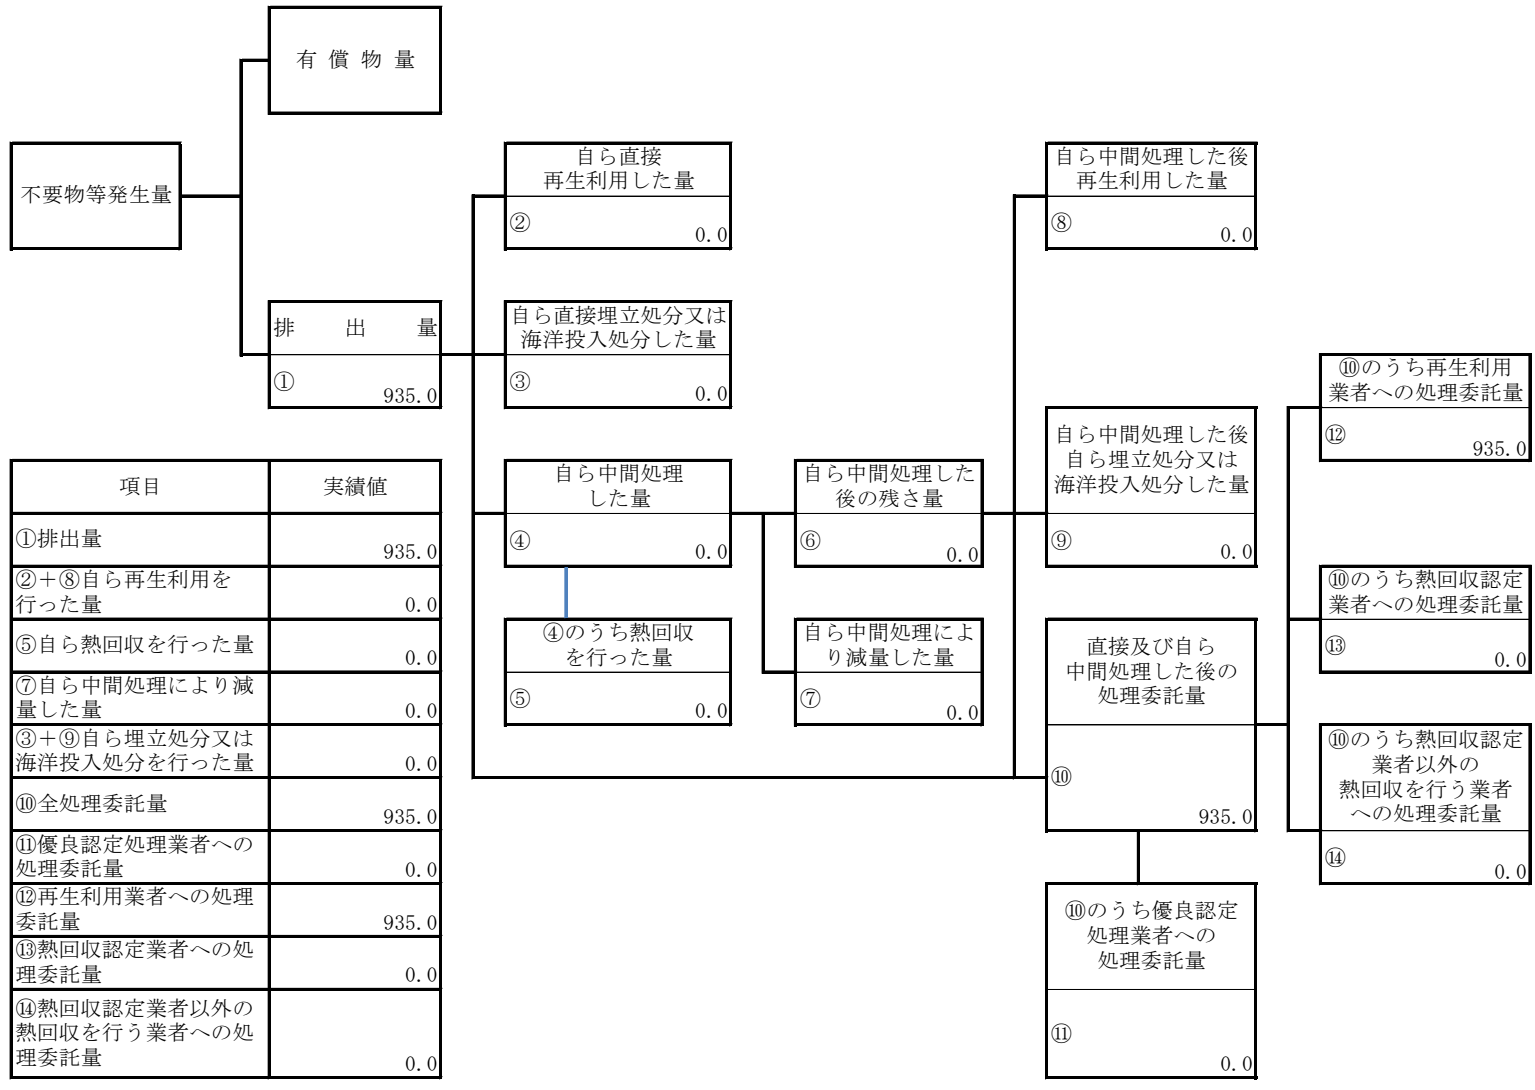 有償物量
不要物等発生量
排出量
①
935.0
自ら直接
再生利用した量
②
0.0
自ら直接埋立処分又は
海洋投入処分した量
③
0.0
自ら中間処理
した量
④
0.0
④のうち熱回収
を行った量
⑤
0.0
自ら中間処理した
後の残さ量
⑥
0.0
自ら中間処理によ
り減量した量
⑦
0.0
自ら中間処理した後
再生利用した量
⑧
0.0
自ら中間処理した後
自ら埋立処分又は
海洋投入処分した量
⑨
0.0
直接及び自ら
中間処理した後の
処理委託量
⑩
935.0
⑩のうち優良認定
処理業者への
処理委託量
⑪
0.0
⑩のうち再生利用
業者への処理委託量
⑫
935.0
⑩のうち熱回収認定
業者への処理委託量
⑬
0.0
⑩のうち熱回収認定
業者以外の
熱回収を行う業者
への処理委託量
⑭
0.0
項目 実績値
①排出量
935.0
②＋⑧自ら再生利用を
行った量
0.0
⑤自ら熱回収を行った量
0.0
⑦自ら中間処理により減
量した量
0.0
③＋⑨自ら埋立処分又は
海洋投入処分を行った量
0.0
⑩全処理委託量
935.0
⑪優良認定処理業者への
処理委託量
0.0
⑫再生利用業者への処理
委託量
935.0
⑬熱回収認定業者への処
理委託量
0.0
⑭熱回収認定業者以外の
熱回収を行う業者への処
理委託量
0.0